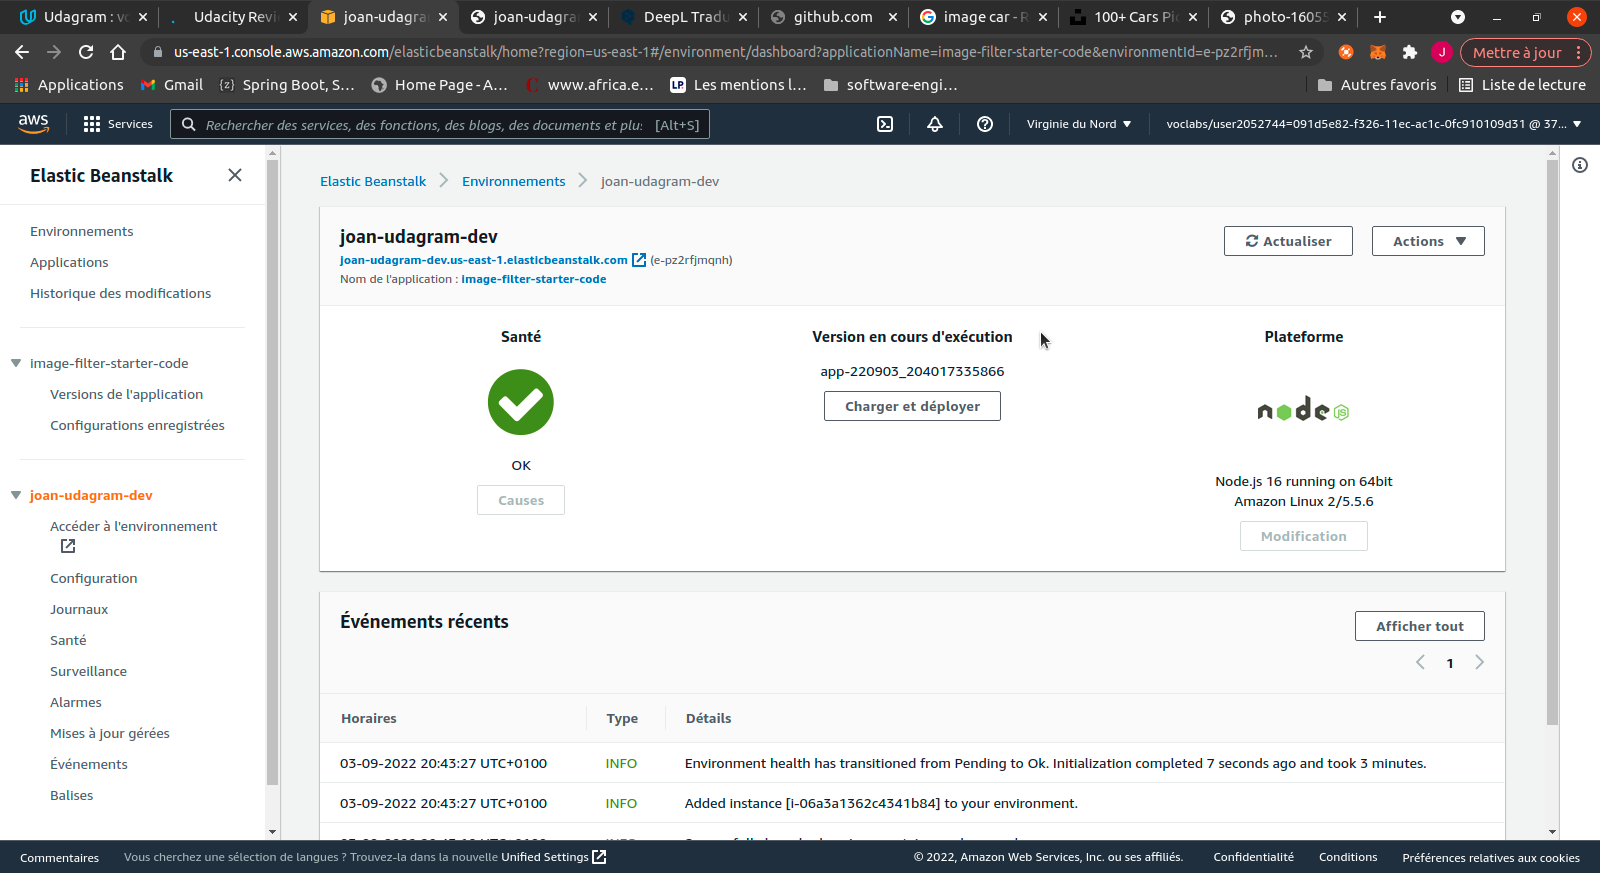 Udagram : vo
Udacity Revi
joan-udagra
joan-udagra
DeepL Tradu
github.com
image car - R
100+ Cars Pic
photo-16055
us-east-1.console.aws.amazon.com/elasticbeanstalk/home?region=us-east-1#/environment/dashboard?applicationName=image-filter-starter-code&environmentId=e-pz2rfjm...
J
Mettre à jour
Applications
Gmail
Spring Boot, S...
Home Page - A...
www.africa.e...
LP
Les mentions l...
software-engi...
Autres favoris
Liste de lecture
aws
Services
Rechercher des services, des fonctions, des blogs, des documents et plus
[Alt+S]
Virginie du Nord
voclabs/user2052744=091d5e82-f326-11ec-ac1c-0fc910109d31 @ 37...
Elastic Beanstalk
Environnements
Applications
Historique des modifications
image-filter-starter-code
Versions de l'application
Configurations enregistrées
joan-udagram-dev
Accéder à l'environnement
Configuration
Journaux
Santé
Surveillance
Alarmes
Mises à jour gérées
Événements
Balises
Elastic Beanstalk
Environnements
joan-udagram-dev
joan-udagram-dev
joan-udagram-dev.us-east-1.elasticbeanstalk.com (e-pz2rfjmqnh)
Nom de l'application : image-filter-starter-code
Actualiser
Actions
Santé
OK
Causes
Version en cours d'exécution
app-220903_204017335866
Charger et déployer
Plateforme
node JS
Node.js 16 running on 64bit
Amazon Linux 2/5.5.6
Modification
Événements récents
Afficher tout
1
Horaires
Type
Détails
03-09-2022 20:43:27 UTC+0100
INFO
Environment health has transitioned from Pending to Ok. Initialization completed 7 seconds ago and took 3 minutes.
03-09-2022 20:43:27 UTC+0100
INFO
Added instance [i-06a3a1362c4341b84] to your environment.
Commentaires
Vous cherchez une sélection de langues ? Trouvez-la dans la nouvelle Unified Settings
© 2022, Amazon Web Services, Inc. ou ses affiliés.
Confidentialité
Conditions
Préférences relatives aux cookies